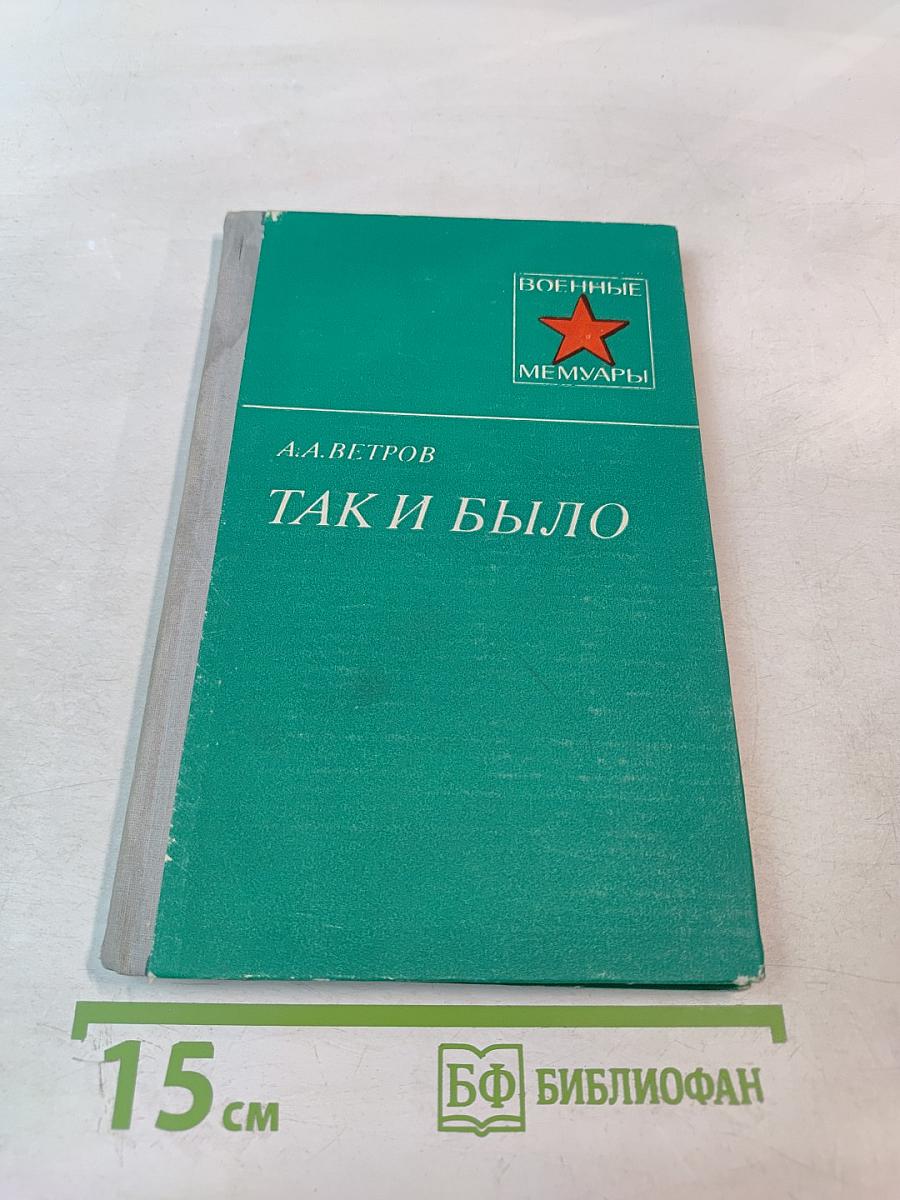 ВОЕННЫЕ
МЕМУАРЫ
А.А.ВЕТРОВ
ТАК И БЫЛО
15 см
БФ БИБЛИОФАН